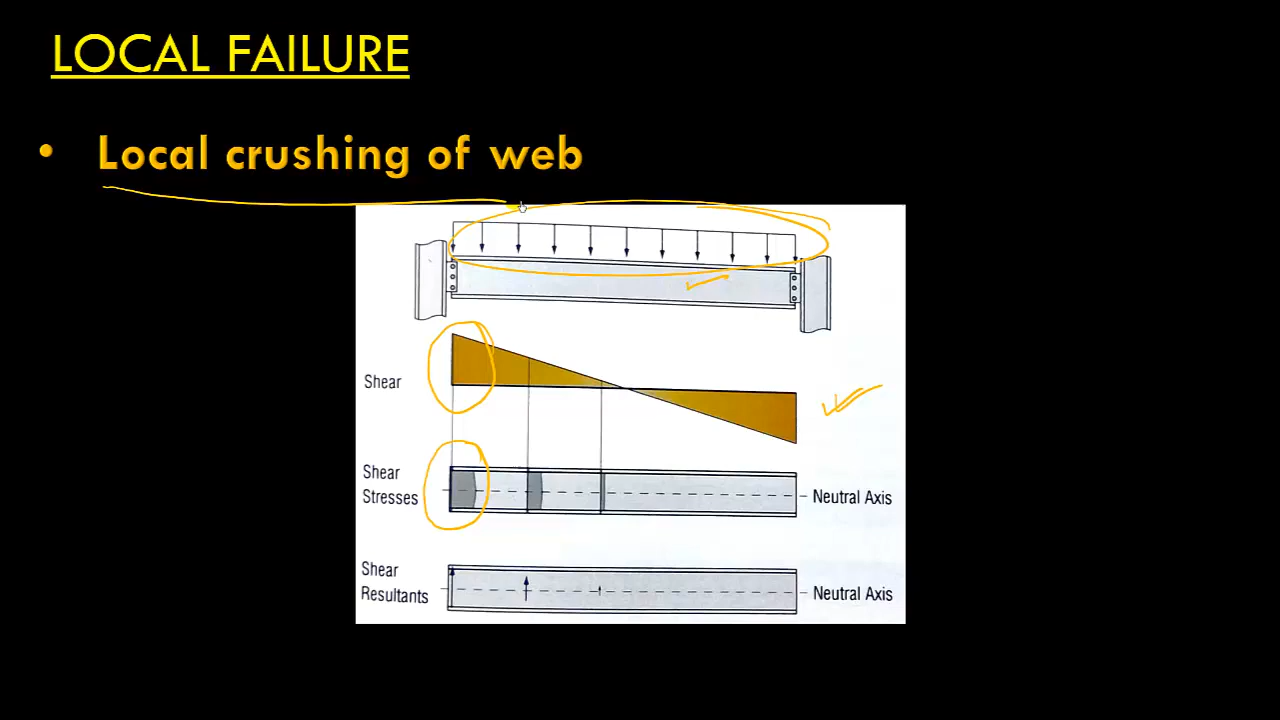 LOCAL FAILURE
• Local crushing of web
Shear
Shear
Stresses
Neutral Axis
Shear
Resultants
Neutral Axis